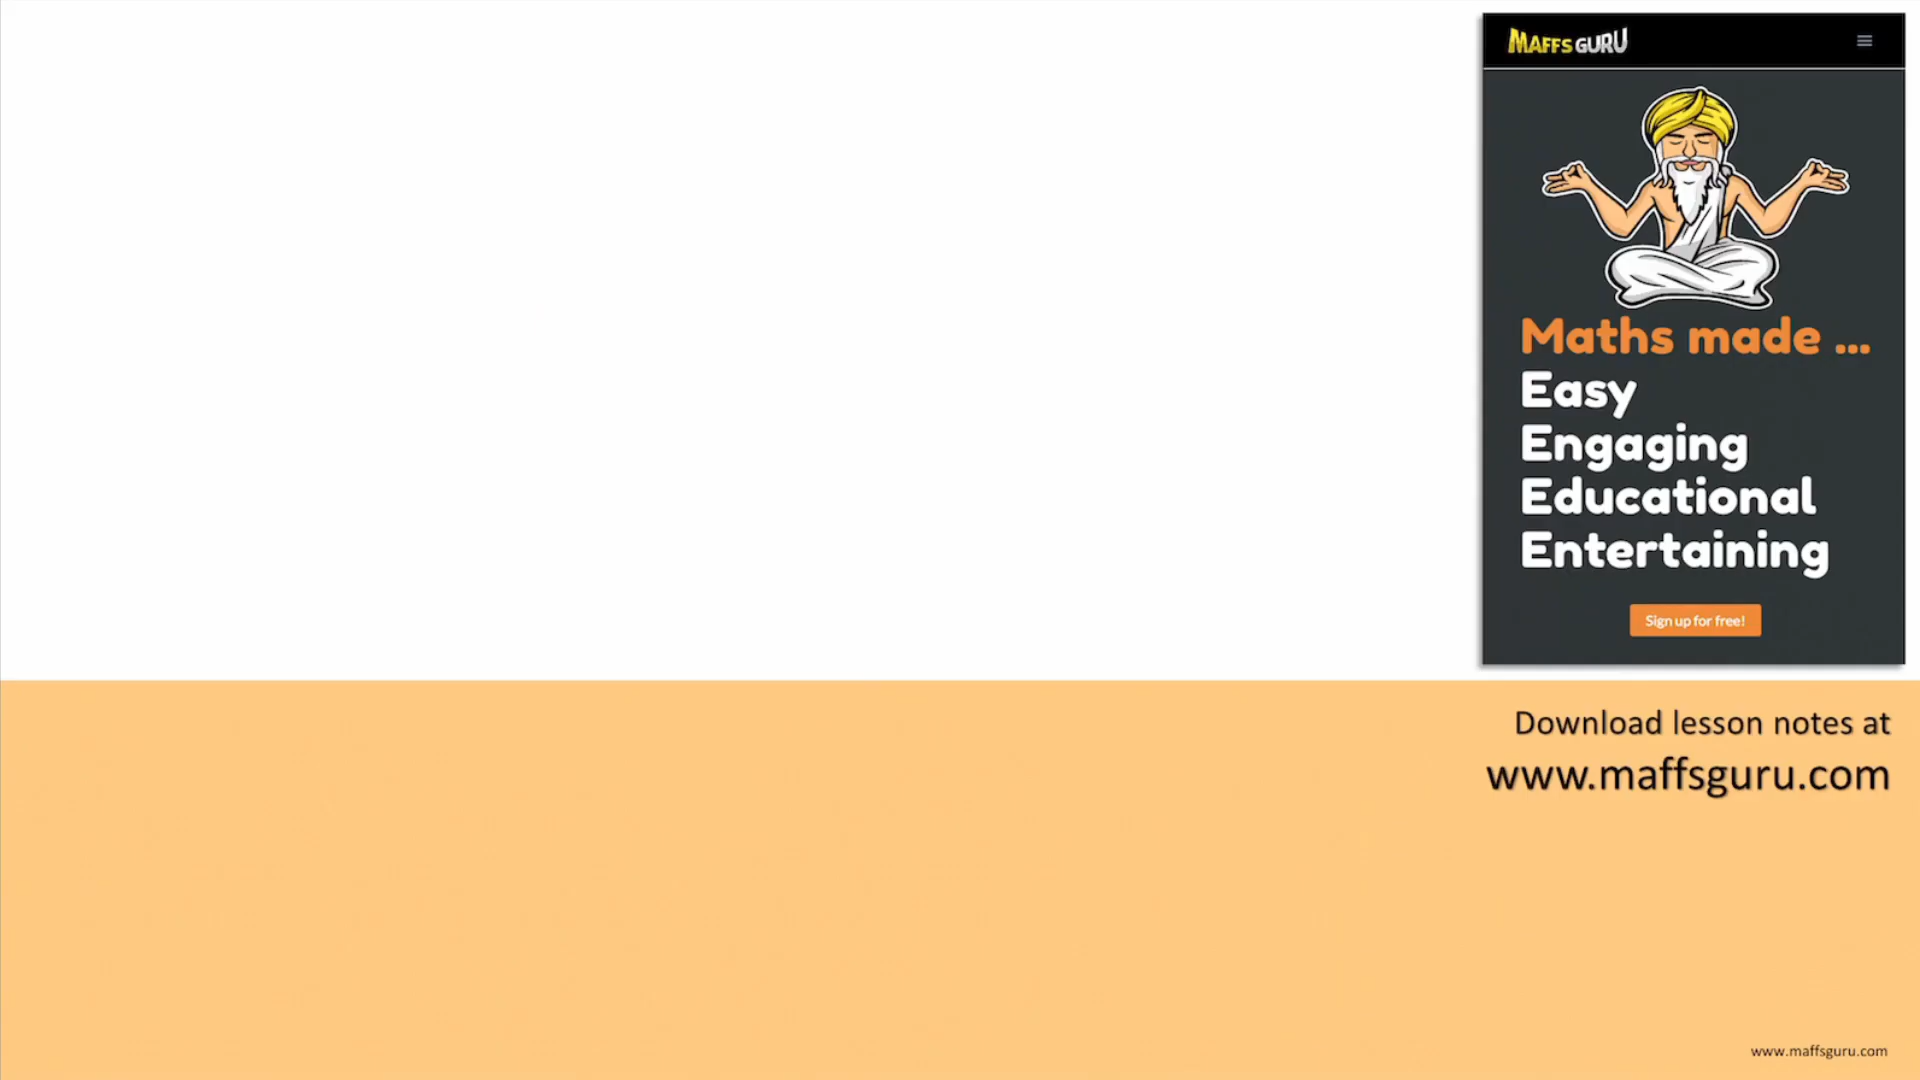 MAFFS GURU
Maths made ...
Easy
Engaging
Educational
Entertaining
Sign up for free!
Download lesson notes at
www.maffsguru.com
www.maffsguru.com